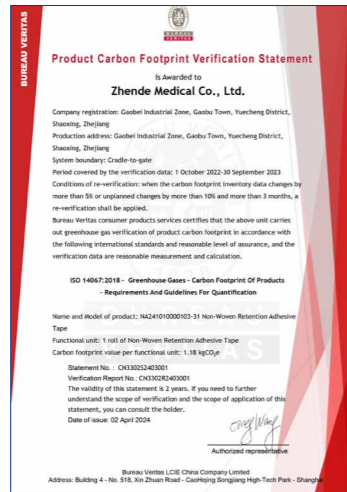 BUREAU VERITAS
BUREAU
VERITAS
Product Carbon Footprint Verification Statement
Is Awarded to
Zhende Medical Co., Ltd.
Company registration: Gaobei Industrial Zone, Gaobu Town, Yuecheng District,
Shaoxing, Zhejiang
Production address: Gaobei Industrial Zone, Gaobu Town, Yuecheng District,
Shaoxing, Zhejiang
System boundary: Cradle-to-gate
Period covered by the verification data: 1 October 2022-30 September 2023
Conditions of re-verification: when the carbon footprint inventory data changes by
more than 5% or unplanned changes by more than 10% and more than 3 months, a
re-verification shall be applied.
Bureau Veritas consumer products services certifies that the above unit carries
out greenhouse gas verification of product carbon footprint in accordance with
the following international standards and reasonable level of assurance, and the
verification data are reasonable measurement and calculation.
ISO 14067:2018 - Greenhouse Gases - Carbon Footprint Of Products
- Requirements And Guidelines For Quantification
Name and Model of product: NA241010000103-31 Non-Woven Retention Adhesive
Tape
Functional unit: 1 roll of Non-Woven Retention Adhesive Tape
Carbon footprint value per functional unit: 1.18 kgCO₂e
Statement No. : CN3302S2403001
Verification Report No.: CN3302R2403001
The validity of this statement is 2 years. If you need to further
understand the scope of verification and the scope of application of this
statement, you can consult the holder.
Date of issue: 02 April 2024
Authorized representative
Bureau Veritas LCIE China Company Limited
Address: Building 4 - No. 518, Xin Zhuan Road - CaoHejing Songjiang High-Tech Park - Shanghai